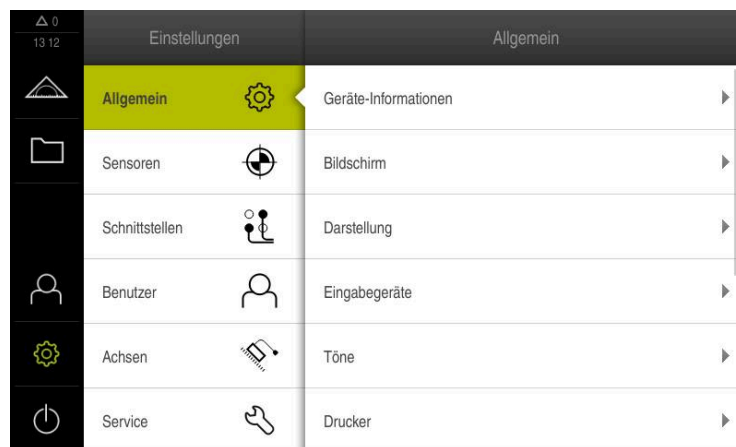 0
13 12
Einstellungen
Allgemein
Allgemein
Sensoren
Schnittstellen
Benutzer
Achsen
Service
Geräte-Informationen
Bildschirm
Darstellung
Eingabegeräte
Töne
Drucker